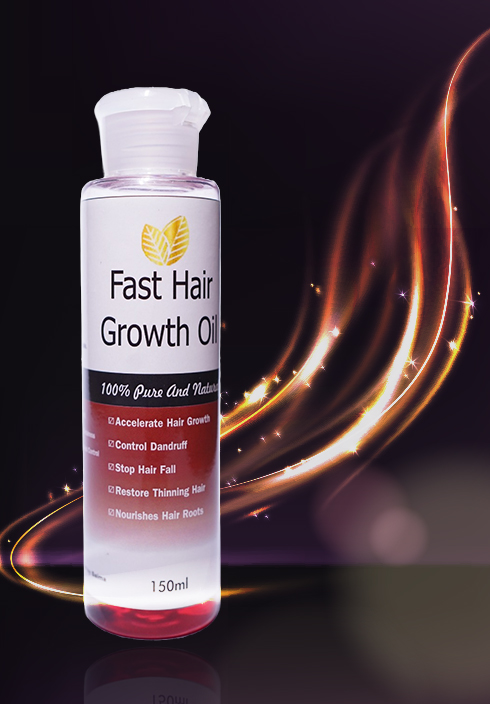 Fast Hair
Growth Oil
100% Pure And Natural
☑Accelerate Hair Growth
☑Control Dandruff
☑Stop Hair Fall
☑Restore Thinning Hair
☑Nourishes Hair Roots
150ml